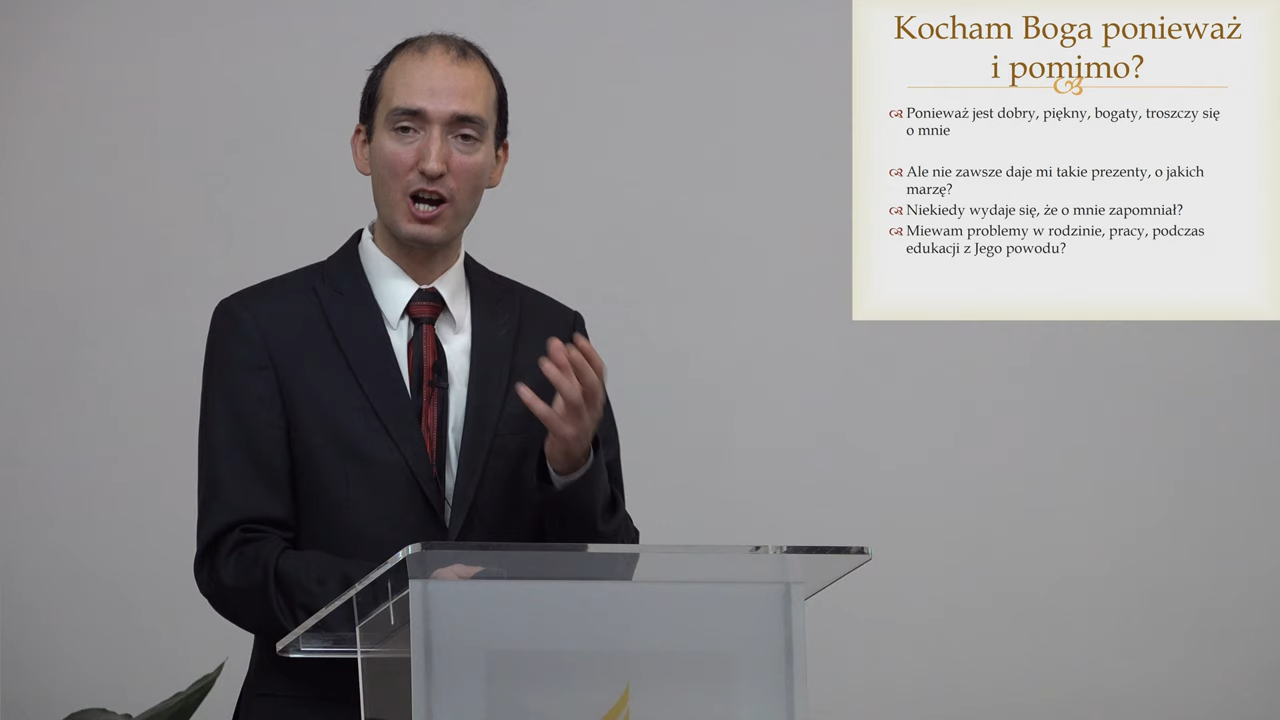 Kocham Boga ponieważ
i pomimo?
Ponieważ jest dobry, piękny, bogaty, troszczy się
o mnie
Ale nie zawsze daje mi takie prezenty, o jakich
marzę?
Niekiedy wydaje się, że o mnie zapomniał?
Miewam problemy w rodzinie, pracy, podczas
edukacji z Jego powodu?